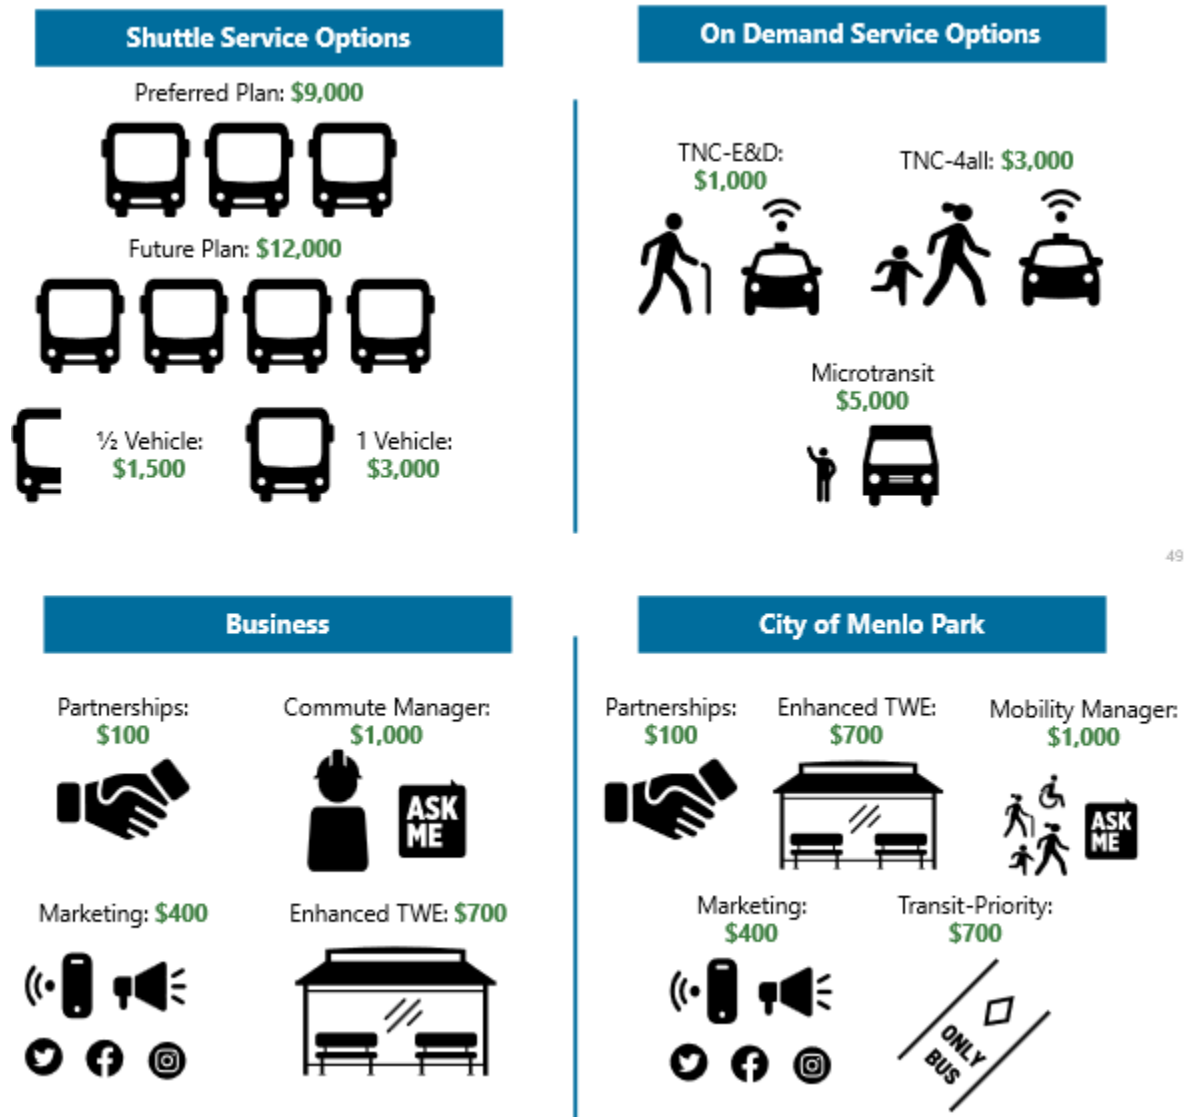 Shuttle Service Options
Preferred Plan: $9,000
Future Plan: $12,000
½ Vehicle:
$1,500
1 Vehicle:
$3,000
On Demand Service Options
TNC-E&D:
$1,000
TNC-4all: $3,000
Microtransit
$5,000
49
Business
Partnerships:
$100
Commute Manager:
$1,000
ASK
ME
Marketing: $400
Enhanced TWE: $700
City of Menlo Park
Partnerships:
$100
Enhanced TWE:
$700
Mobility Manager:
$1,000
ASK
ME
Marketing:
$400
Transit-Priority:
$700
ONLY
BUS